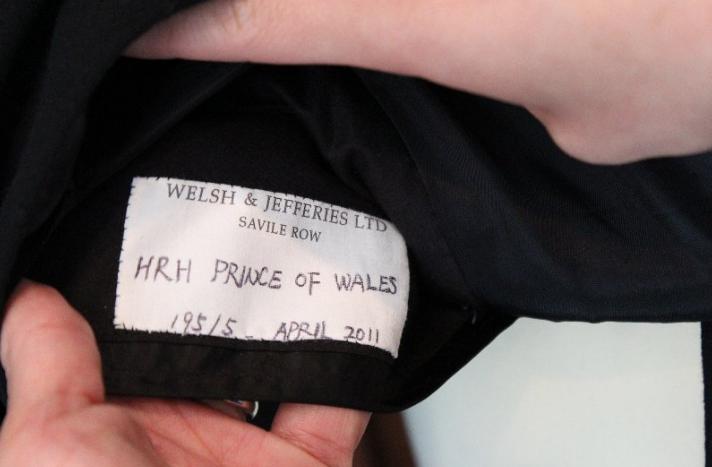 WELSH & JEFFERIES LTD
SAVILE ROW
HRH PRINCE OF WALES
195/5 APRIL 2011